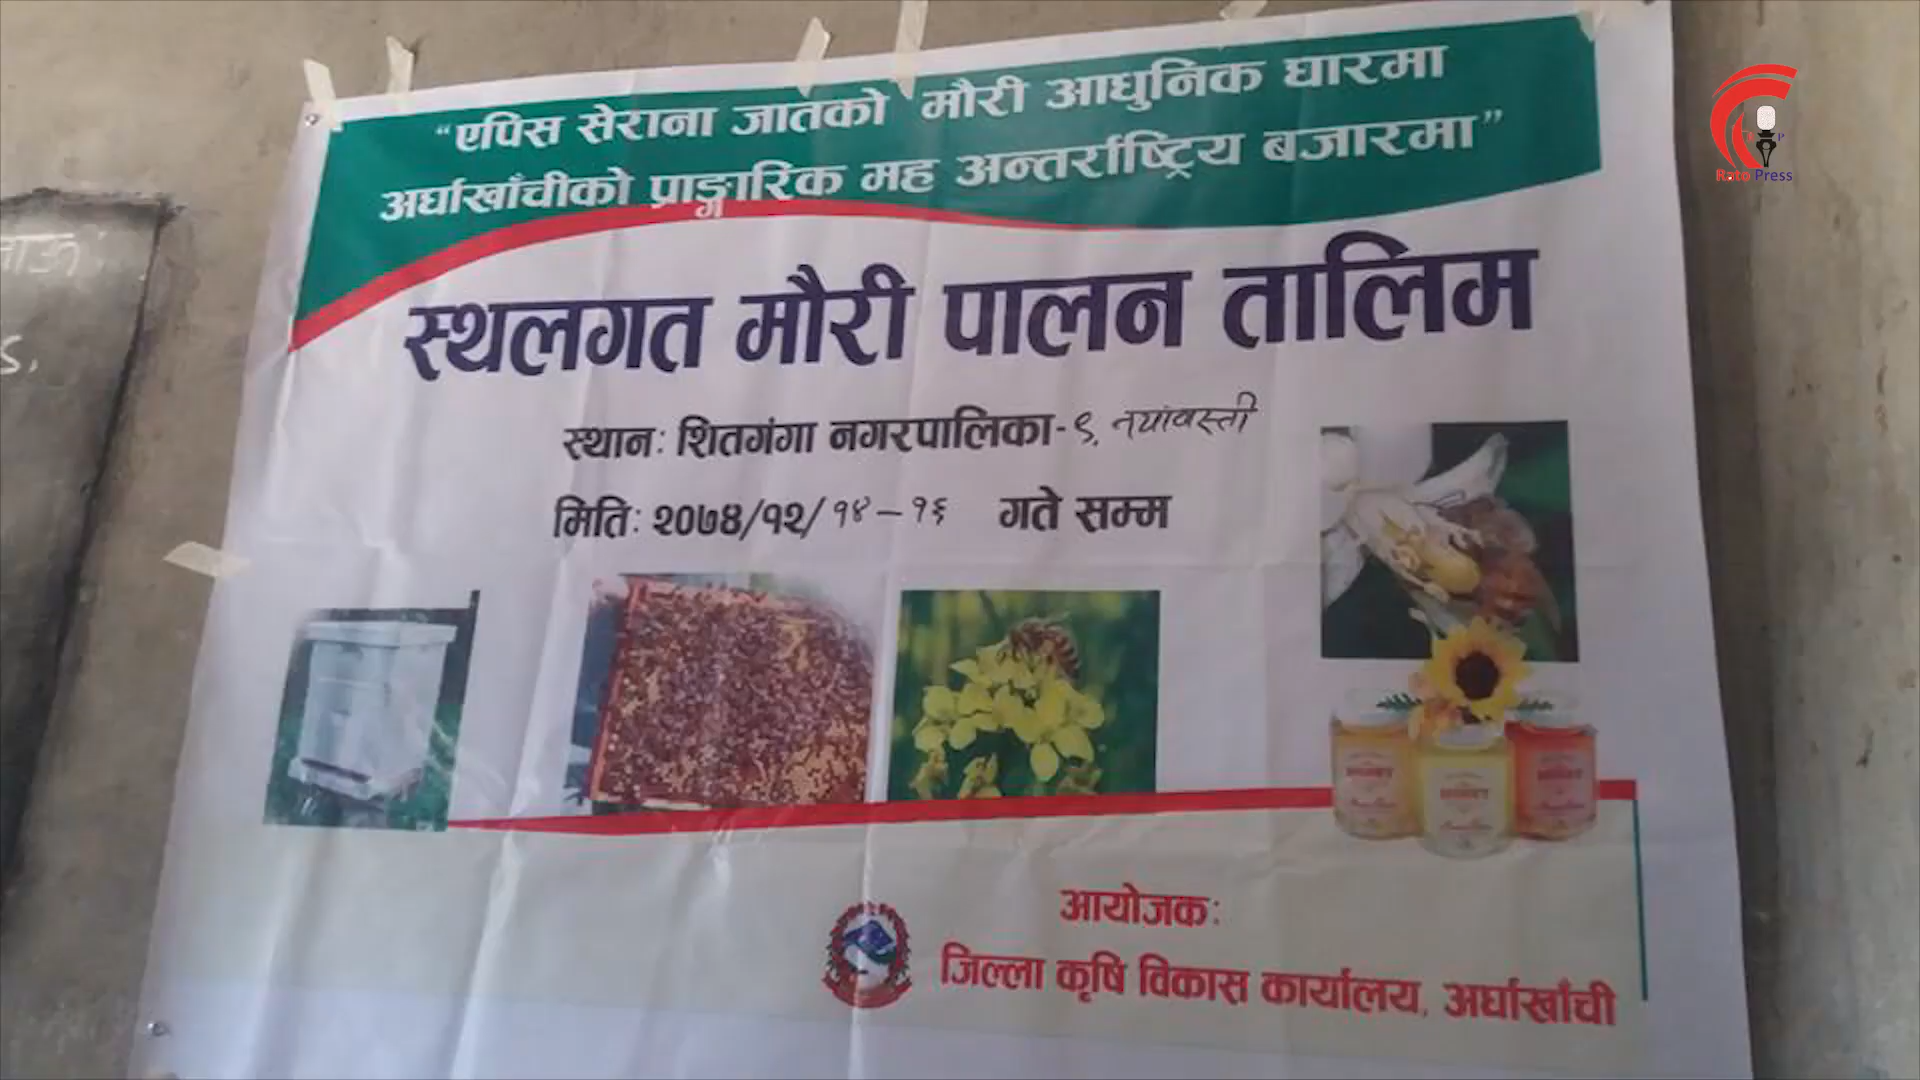 “एपिस सेराना जातको मौरी आधुनिक घारमा
अर्घाखाँचीको प्राङ्गारिक मह अन्तर्राष्ट्रिय बजारमा”
स्थलगत मौरी पालन तालिम
स्थानः शितगंगा नगरपालिका-९, नयांवस्ती
मितिः २०७४/१२/१४-१६ गते सम्म
आयोजकः
जिल्ला कृषि विकास कार्यालय, अर्घाखाँची
Rato Press